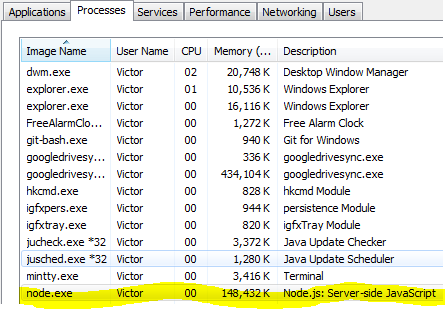 Applications Processes Services Performance Networking Users
Image Name User Name CPU Memory (... Description
dwm.exe Victor 02 20,748 K Desktop Window Manager
explorer.exe Victor 01 10,536 K Windows Explorer
explorer.exe Victor 00 16,116 K Windows Explorer
FreeAlarmClo... Victor 00 1,272 K Free Alarm Clock
git-bash.exe Victor 00 940 K Git for Windows
googledrivesy... Victor 00 336 K googledrivesync.exe
googledrivesy... Victor 00 434,104 K googledrivesync.exe
hkcmd.exe Victor 00 828 K hkcmd Module
igfxpers.exe Victor 00 944 K persistence Module
igfxtray.exe Victor 00 820 K igfxTray Module
jucheck.exe *32 Victor 00 3,372 K Java Update Checker
jusched.exe *32 Victor 00 1,280 K Java Update Scheduler
mintty.exe Victor 00 3,416 K Terminal
node.exe Victor 00 148,432 K Node.js: Server-side JavaScript